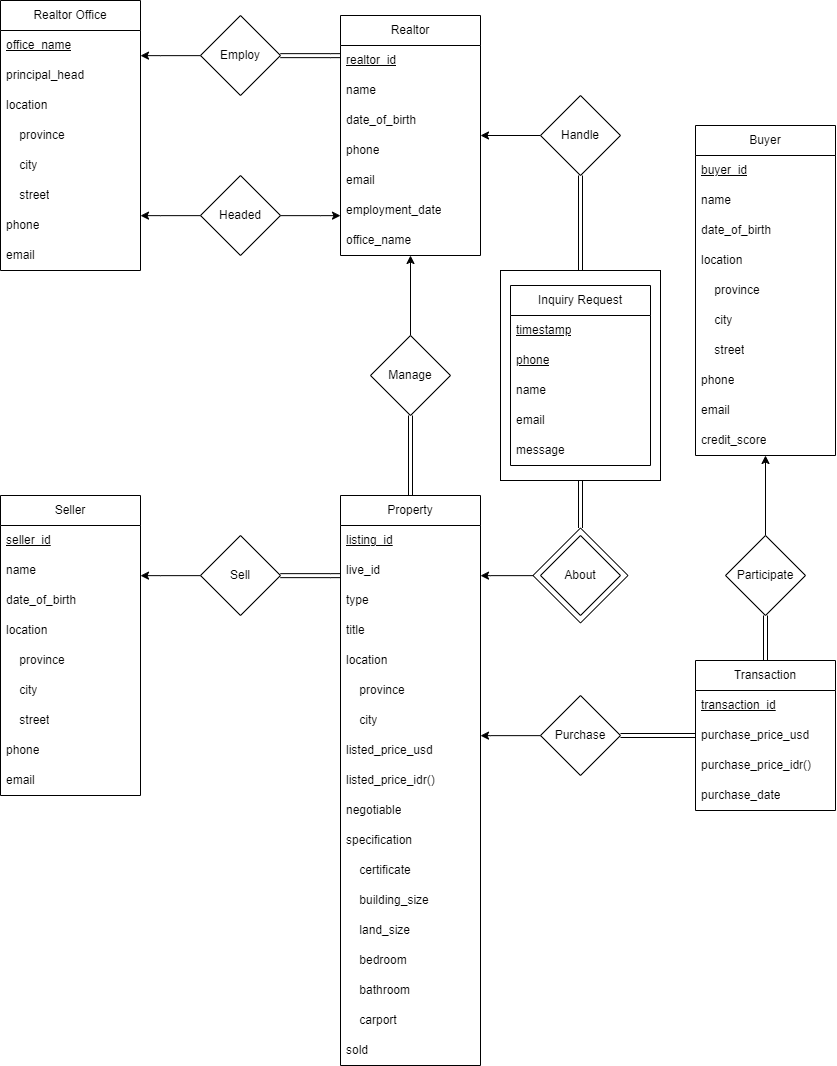 Realtor Office
office_name
principal_head
location
province
city
street
phone
email
Employ
Headed
Realtor
realtor_id
name
date_of_birth
phone
email
employment_date
office_name
Handle
Manage
Inquiry Request
timestamp
phone
name
email
message
Buyer
buyer_id
name
date_of_birth
location
province
city
street
phone
email
credit_score
Seller
seller_id
name
date_of_birth
location
province
city
street
phone
email
Sell
Property
listing_id
live_id
type
title
location
province
city
listed_price_usd
listed_price_idr()
negotiable
specification
certificate
building_size
land_size
bedroom
bathroom
carport
sold
About
Purchase
Participate
Transaction
transaction_id
purchase_price_usd
purchase_price_idr()
purchase_date